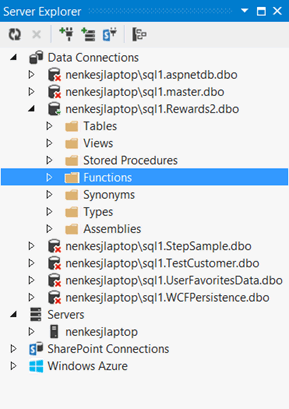 Server Explorer
Data Connections
nenkesjlaptop\sql1.aspnetdb.dbo
nenkesjlaptop\sql1.master.dbo
nenkesjlaptop\sql1.Rewards2.dbo
Tables
Views
Stored Procedures
Functions
Synonyms
Types
Assemblies
nenkesjlaptop\sql1.StepSample.dbo
nenkesjlaptop\sql1.TestCustomer.dbo
nenkesjlaptop\sql1.UserFavoritesData.dbo
nenkesjlaptop\sql1.WCFPersistence.dbo
Servers
nenkesjlaptop
SharePoint Connections
Windows Azure